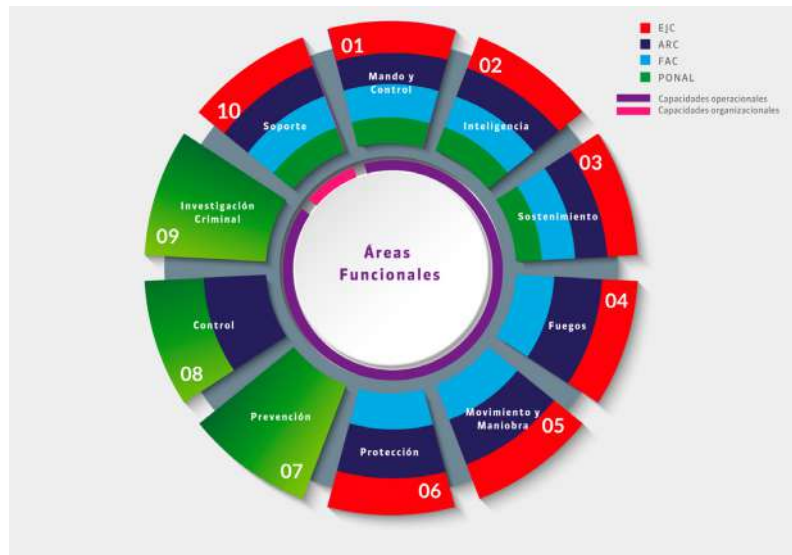 EJC
ARC
FAC
PONAL
Capacidades operacionales
Capacidades organizacionales
01
Mando y
Control
02
Inteligencia
03
Sostenimiento
04
Fuegos
05
Movimiento y
Maniobra
06
Protección
07
Prevención
08
Control
09
Investigación
Criminal
10
Soporte
Áreas
Funcionales